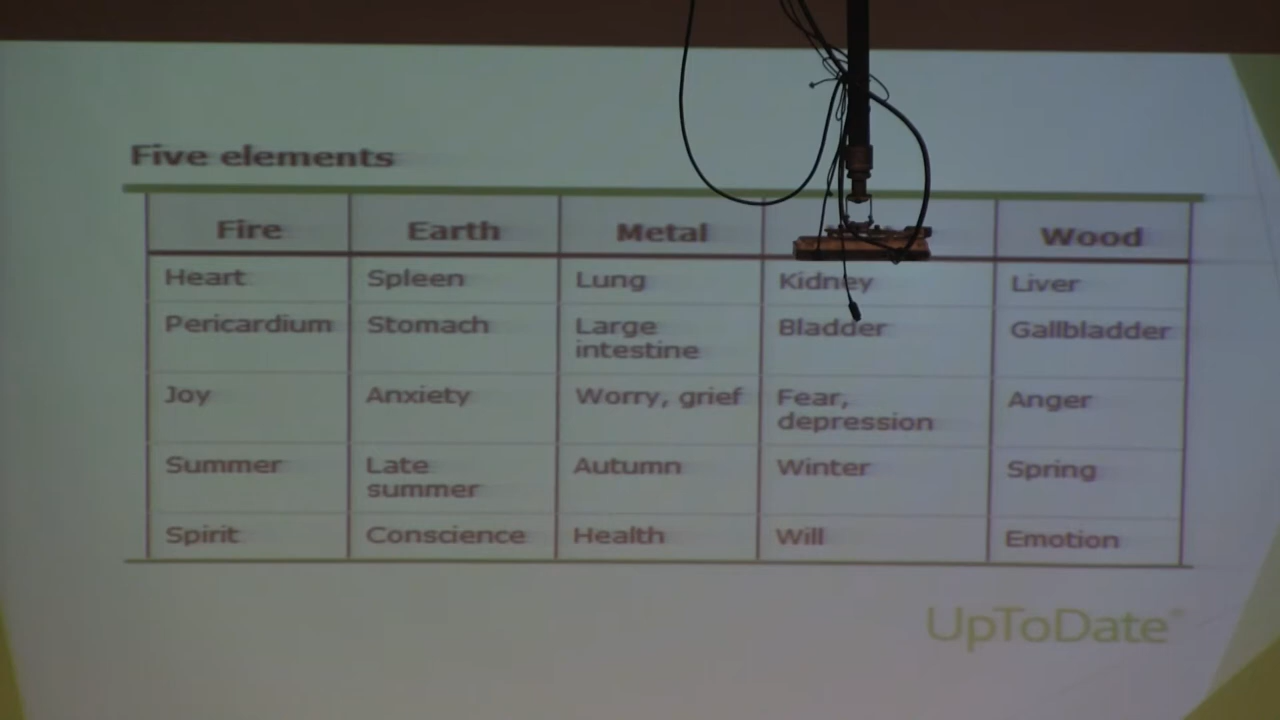 Five elements
Fire Earth Metal Wood
Heart Spleen Lung Kidney Liver
Pericardium Stomach Large intestine Bladder Gallbladder
Joy Anxiety Worry, grief Fear, depression Anger
Summer Late summer Autumn Winter Spring
Spirit Conscience Health Will Emotion
UpToDate®